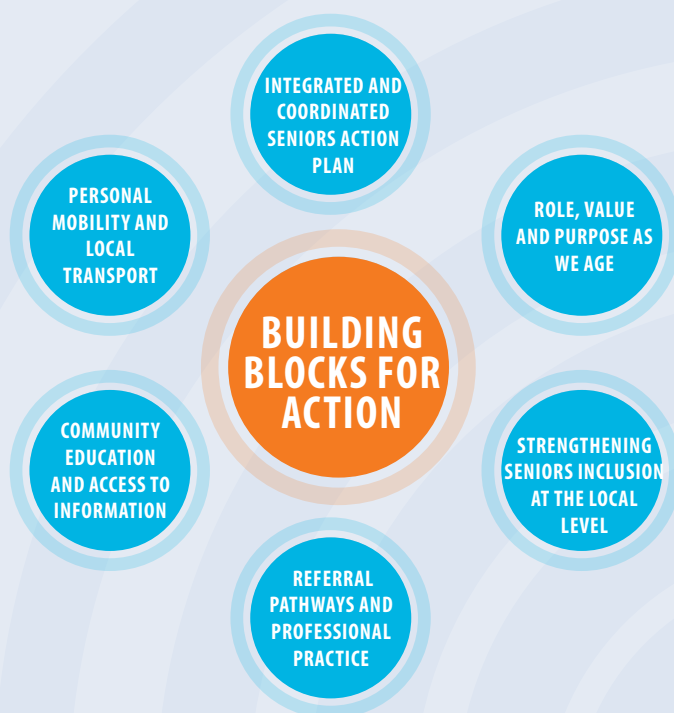 INTEGRATED AND
COORDINATED
SENIORS ACTION
PLAN
PERSONAL
MOBILITY AND
LOCAL
TRANSPORT
ROLE, VALUE
AND PURPOSE AS
WE AGE
BUILDING
BLOCKS FOR
ACTION
COMMUNITY
EDUCATION
AND ACCESS TO
INFORMATION
STRENGTHENING
SENIORS INCLUSION
AT THE LOCAL
LEVEL
REFERRAL
PATHWAYS AND
PROFESSIONAL
PRACTICE